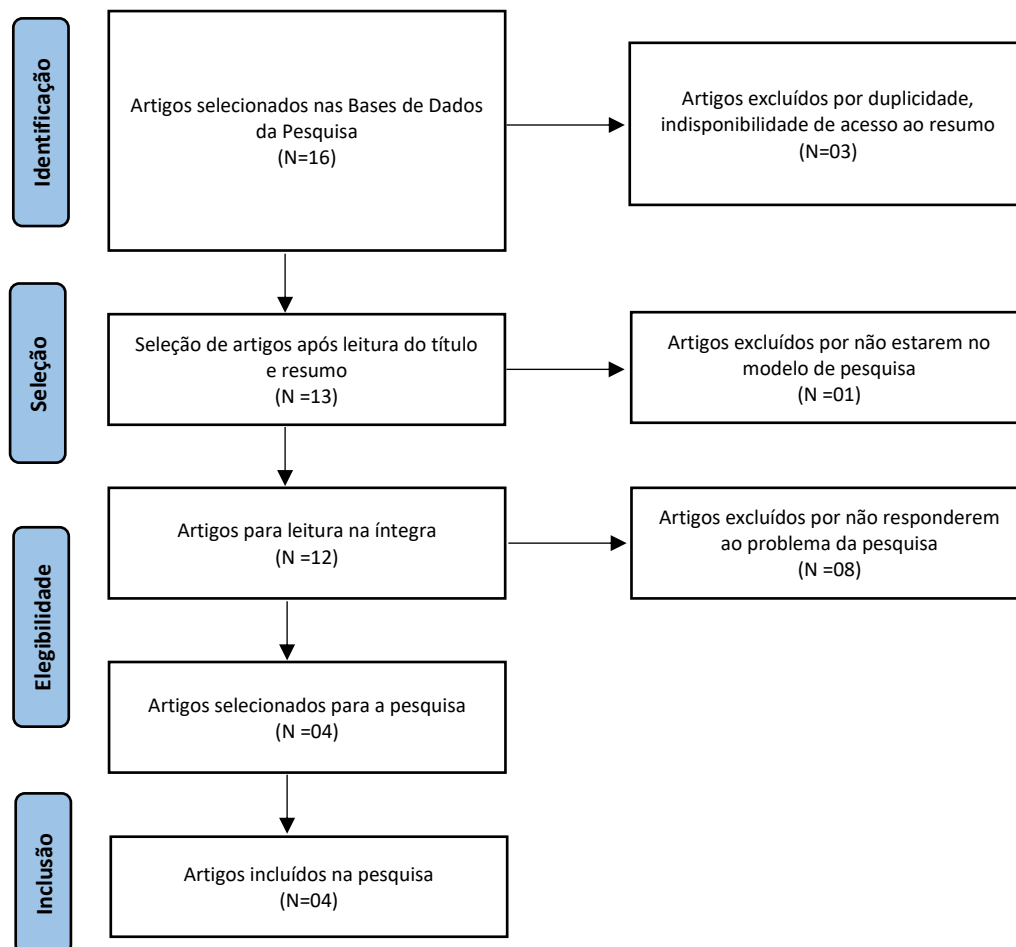 Identificação
Artigos selecionados nas Bases de Dados
da Pesquisa
(N=16)
Artigos excluídos por duplicidade,
indisponibilidade de acesso ao resumo
(N=03)
Seleção
Seleção de artigos após leitura do título
e resumo
(N =13)
Artigos excluídos por não estarem no
modelo de pesquisa
(N =01)
Elegibilidade
Artigos para leitura na íntegra
(N =12)
Artigos excluídos por não responderem
ao problema da pesquisa
(N =08)
Artigos selecionados para a pesquisa
(N =04)
Inclusão
Artigos incluídos na pesquisa
(N=04)